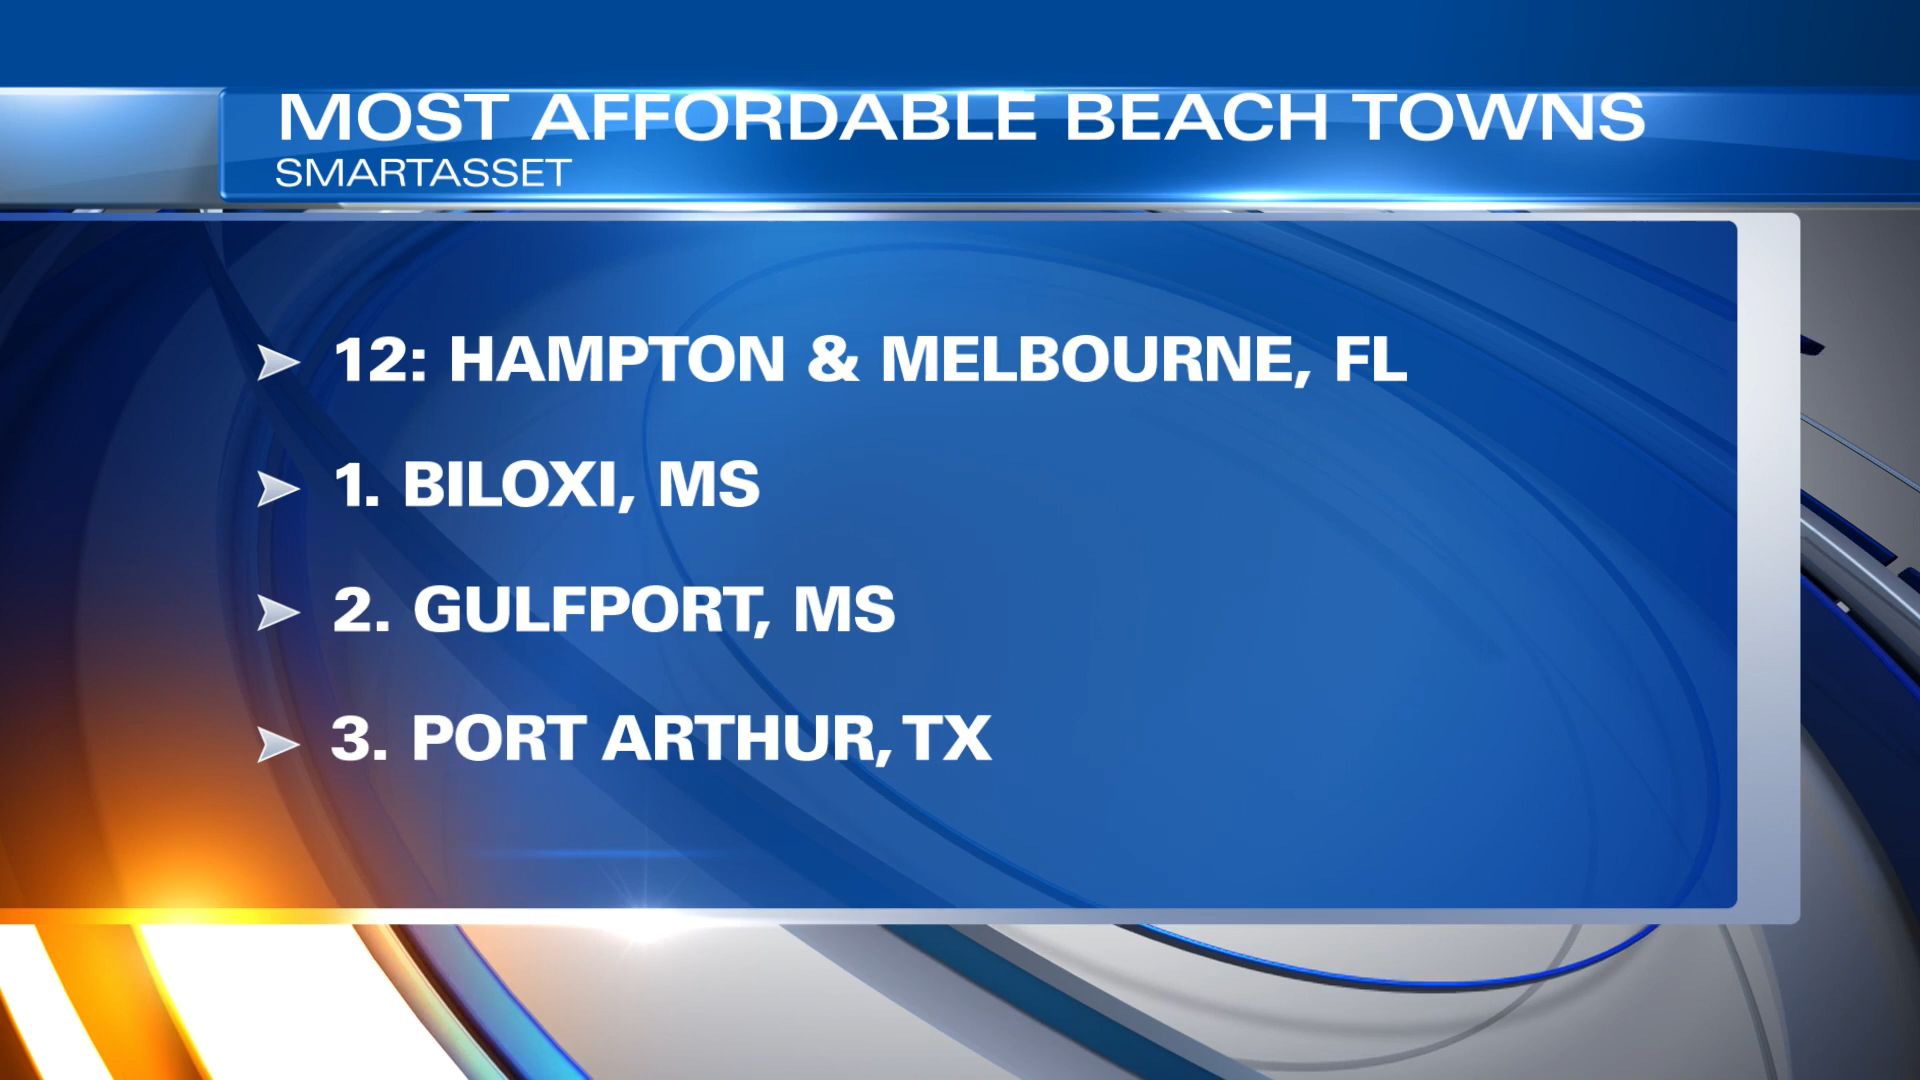 MOST AFFORDABLE BEACH TOWNS
SMARTASSET
12: HAMPTON & MELBOURNE, FL
1. BILOXI, MS
2. GULFPORT, MS
3. PORT ARTHUR, TX